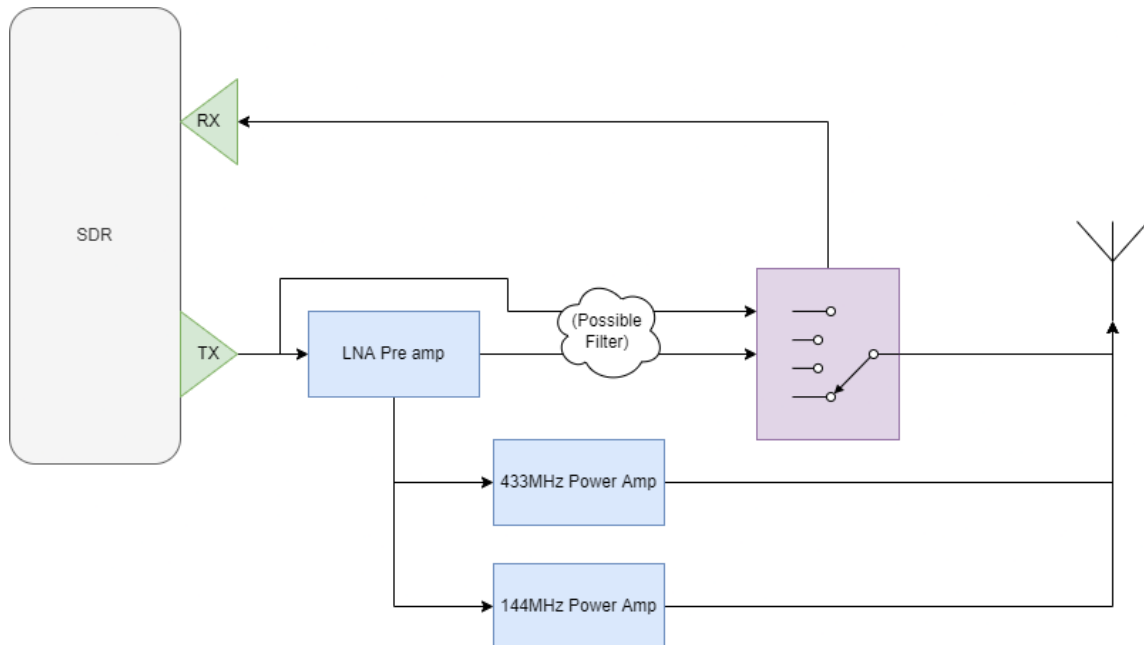 RX
SDR
(Possible
Filter)
TX
LNA Pre amp
433MHz Power Amp
144MHz Power Amp